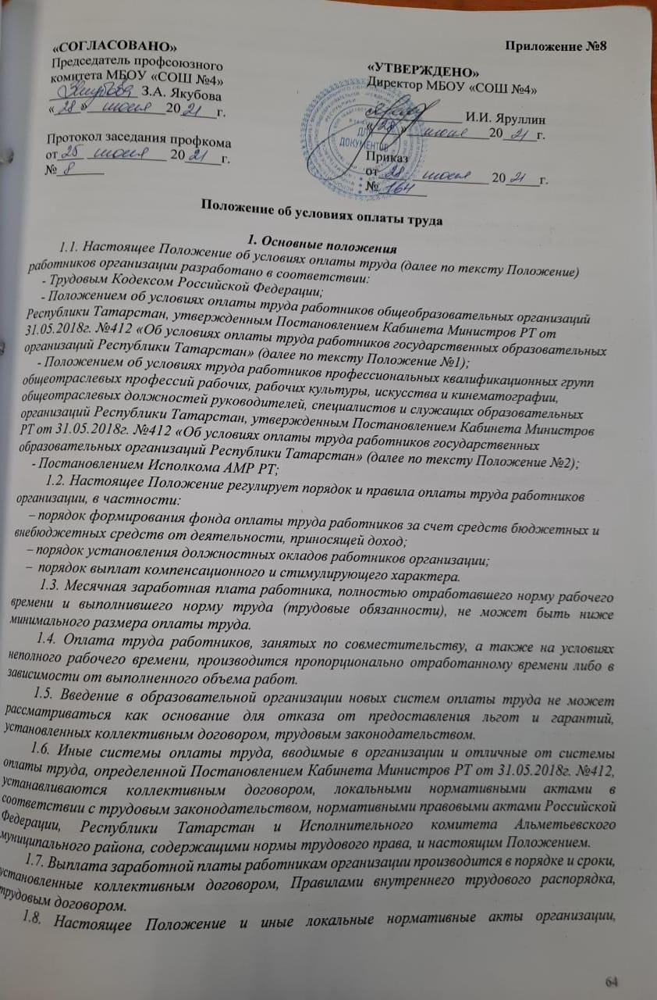 «СОГЛАСОВАНО»
Председатель профсоюзного
комитета МБОУ «СОШ №4»
Якубова З.А. Якубова
«28» июня 2021г.
Протокол заседания профкома
от 25 июня 2021г.
№ 8
Приложение №8
«УТВЕРЖДЕНО»
Директор МБОУ «СОШ №4»
И.И. Яруллин
«28» июня 2021г.
Приказ
от 28 июня 2021г.
№ 164
ДЛЯ
ДОКУМЕНТОВ
Положение об условиях оплаты труда
1. Основные положения
1.1. Настоящее Положение об условиях оплаты труда (далее по тексту Положение)
работников организации разработано в соответствии:
- Трудовым Кодексом Российской Федерации;
- Положением об условиях оплаты труда работников общеобразовательных организаций
Республики Татарстан, утвержденным Постановлением Кабинета Министров РТ от
31.05.2018г. №412 «Об условиях оплаты труда работников государственных образовательных
организаций Республики Татарстан» (далее по тексту Положение №1);
- Положением об условиях труда работников профессиональных квалификационных групп
общеотраслевых профессий рабочих, рабочих культуры, искусства и кинематографии,
общеотраслевых должностей руководителей, специалистов и служащих образовательных
организаций Республики Татарстан, утвержденным Постановлением Кабинета Министров
РТ от 31.05.2018г. №412 «Об условиях оплаты труда работников государственных
образовательных организаций Республики Татарстан» (далее по тексту Положение №2);
- Постановлением Исполкома АМР РТ;
1.2. Настоящее Положение регулирует порядок и правила оплаты труда работников
организации, в частности:
– порядок формирования фонда оплаты труда работников за счет средств бюджетных и
внебюджетных средств от деятельности, приносящей доход;
– порядок установления должностных окладов работников организации;
– порядок выплат компенсационного и стимулирующего характера.
1.3. Месячная заработная плата работника, полностью отработавшего норму рабочего
времени и выполнившего норму труда (трудовые обязанности), не может быть ниже
минимального размера оплаты труда.
1.4. Оплата труда работников, занятых по совместительству, а также на условиях
неполного рабочего времени, производится пропорционально отработанному времени либо в
зависимости от выполненного объема работ.
1.5. Введение в образовательной организации новых систем оплаты труда не может
рассматриваться как основание для отказа от предоставления льгот и гарантий,
установленных коллективным договором, трудовым законодательством.
1.6. Иные системы оплаты труда, вводимые в организации и отличные от системы
оплаты труда, определенной Постановлением Кабинета Министров РТ от 31.05.2018г. №412,
устанавливаются коллективным договором, локальными нормативными актами в
соответствии с трудовым законодательством, нормативными правовыми актами Российской
Федерации, Республики Татарстан и Исполнительного комитета Альметьевского
муниципального района, содержащими нормы трудового права, и настоящим Положением.
1.7. Выплата заработной платы работникам организации производится в порядке и сроки,
установленные коллективным договором, Правилами внутреннего трудового распорядка,
трудовым договором.
1.8. Настоящее Положение и иные локальные нормативные акты организации,
64